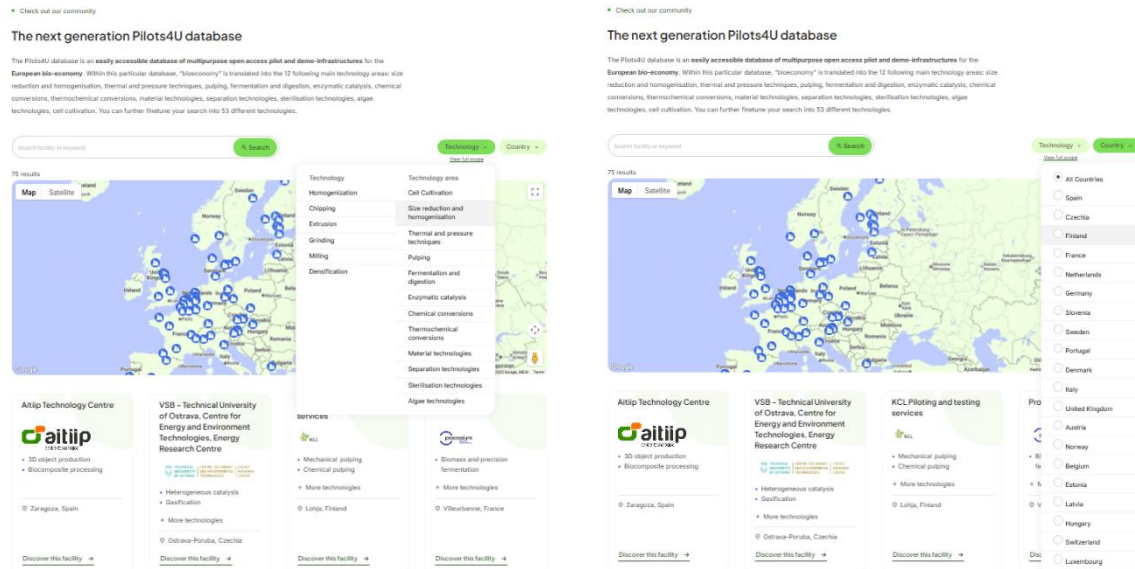 Check out our community
The next generation Pilots4U database
The Pilots4U database is an easily accessible database of multipurpose open access pilot and demo-infrastructures for the
European bio-economy. Within this particular database, "bioeconomy" is translated into the 12 following main technology areas: size
reduction and homogenisation, thermal and pressure techniques, pulping, fermentation and digestion, enzymatic catalysis, chemical
conversions, thermochemical conversions, material technologies, separation technologies, sterilisation technologies, algae
technologies, cell cultivation. You can further finetune your search into 53 different technologies.
Search facility or keyword
Search
Technology
Country
View full scope
75 results
Map
Satellite
Technology
Homogenization
Chipping
Extrusion
Grinding
Milling
Densification
Technology area
Cell Cultivation
Size reduction and
homogenisation
Thermal and pressure
techniques
Pulping
Fermentation and
digestion
Enzymatic catalysis
Chemical conversions
Thermochemical
conversions
Material technologies
Separation technologies
Sterilisation technologies
Algae technologies
Sweden
Norway
Ireland
Portugal
Google
Aitiip Technology Centre
aitiip
3D object production
Biocomposite processing
Zaragoza, Spain
Discover this facility →
VSB – Technical University
of Ostrava, Centre for
Energy and Environment
Technologies, Energy
Research Centre
Heterogeneous catalysis
Gasification
+ More technologies
Ostrava-Poruba, Czechia
Discover this facility →
services
KCL
Mechanical pulping
Chemical pulping
+ More technologies
Lohja, Finland
Discover this facility →
processium
Biomass and precision
fermentation
+ More technologies
Villeurbanne, France
Discover this facility →
Check out our community
The next generation Pilots4U database
The Pilots4U database is an easily accessible database of multipurpose open access pilot and demo-infrastructures for the
European bio-economy. Within this particular database, "bioeconomy" is translated into the 12 following main technology areas: size
reduction and homogenisation, thermal and pressure techniques, pulping, fermentation and digestion, enzymatic catalysis, chemical
conversions, thermochemical conversions, material technologies, separation technologies, sterilisation technologies, algae
technologies, cell cultivation. You can further finetune your search into 53 different technologies.
Search facility or keyword
Search
Technology
Country
View full scope
75 results
Map
Satellite
All Countries
Spain
Czechia
Finland
France
Netherlands
Germany
Slovenia
Sweden
Portugal
Denmark
Italy
United Kingdom
Austria
Norway
Belgium
Estonia
Latvia
Hungary
Switzerland
Luxembourg
Sweden
Norway
Ireland
Poland
Belarus
Ukraine
Portugal
Google
Aitiip Technology Centre
aitiip
3D object production
Biocomposite processing
Zaragoza, Spain
Discover this facility →
VSB – Technical University
of Ostrava, Centre for
Energy and Environment
Technologies, Energy
Research Centre
Heterogeneous catalysis
Gasification
+ More technologies
Ostrava-Poruba, Czechia
Discover this facility →
KCL Piloting and testing
services
KCL
Mechanical pulping
Chemical pulping
+ More technologies
Lohja, Finland
Discover this facility →